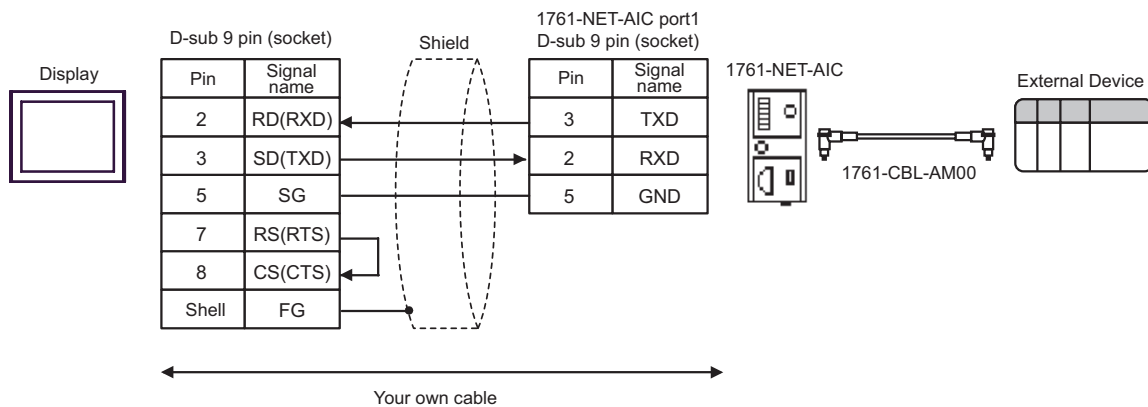 1761-NET-AIC port1
D-sub 9 pin (socket)
Shield
D-sub 9 pin (socket)
Display
Pin
Signal
name
Pin
Signal
name
1761-NET-AIC
External Device
2
RD(RXD)
3
TXD
3
SD(TXD)
2
RXD
1761-CBL-AM00
5
SG
5
GND
7
RS(RTS)
8
CS(CTS)
Shell
FG
Your own cable